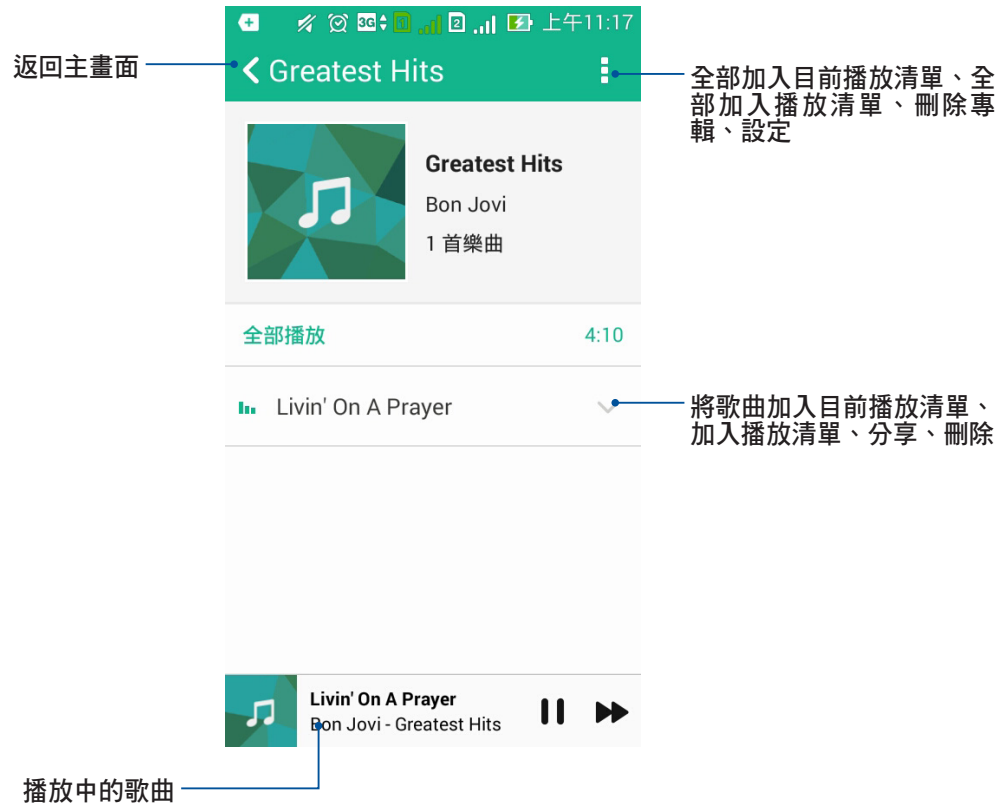 3G 1 2 上午11:17
返回主畫面
Greatest Hits
全部加入目前播放清單、全
部加入播放清單、刪除專
輯、設定
Greatest Hits
Bon Jovi
1 首樂曲
全部播放 4:10
Livin' On A Prayer
將歌曲加入目前播放清單、
加入播放清單、分享、刪除
Livin' On A Prayer
Bon Jovi - Greatest Hits
播放中的歌曲